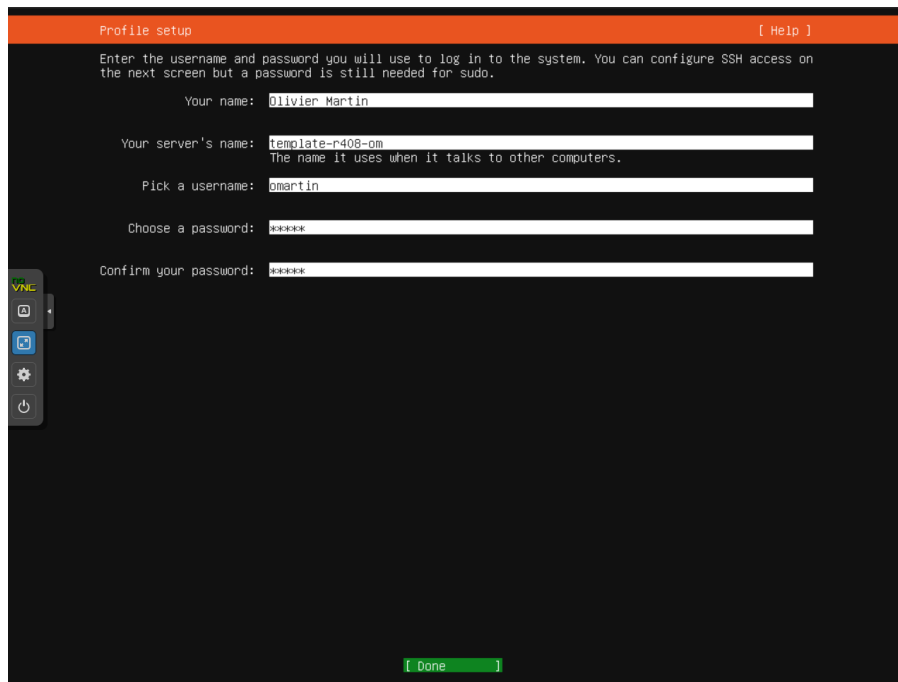 Profile setup [ Help ]
Enter the username and password you will use to log in to the system. You can configure SSH access on
the next screen but a password is still needed for sudo.
Your name: Olivier Martin
Your server's name: template-r408-om
The name it uses when it talks to other computers.
Pick a username: omartin
Choose a password: *****
Confirm your password: *****
no
VNC
A
[ Done ]